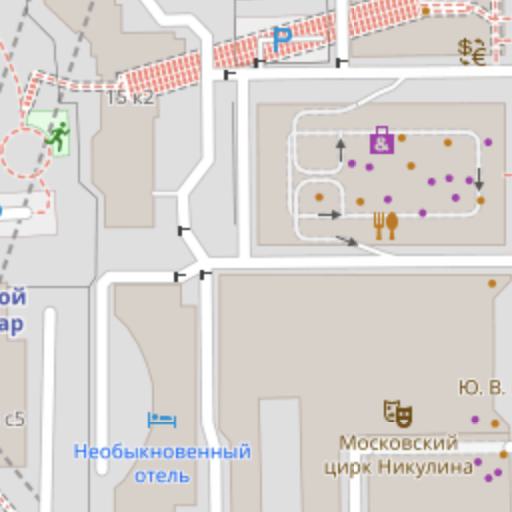 P
15 к2
&
ой
ар
Ю. В.
с5
Московский
цирк Никулина
Необыкновенный
отель